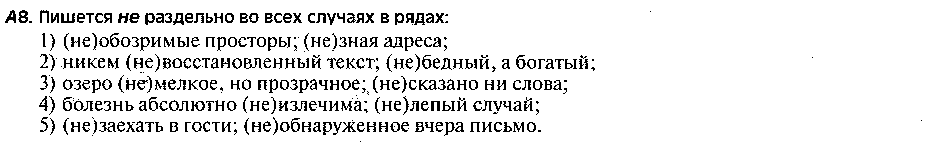 А8. Пишется не раздельно во всех случаях в рядах:
1) (не)обозримые просторы; (не)зная адреса;
2) никем (не)восстановленный текст; (не)бедный, а богатый;
3) озеро (не)мелкое, но прозрачное; (не)сказано ни слова;
4) болезнь абсолютно (не)излечима; (не)лепый случай;
5) (не)заехать в гости; (не)обнаруженное вчера письмо.